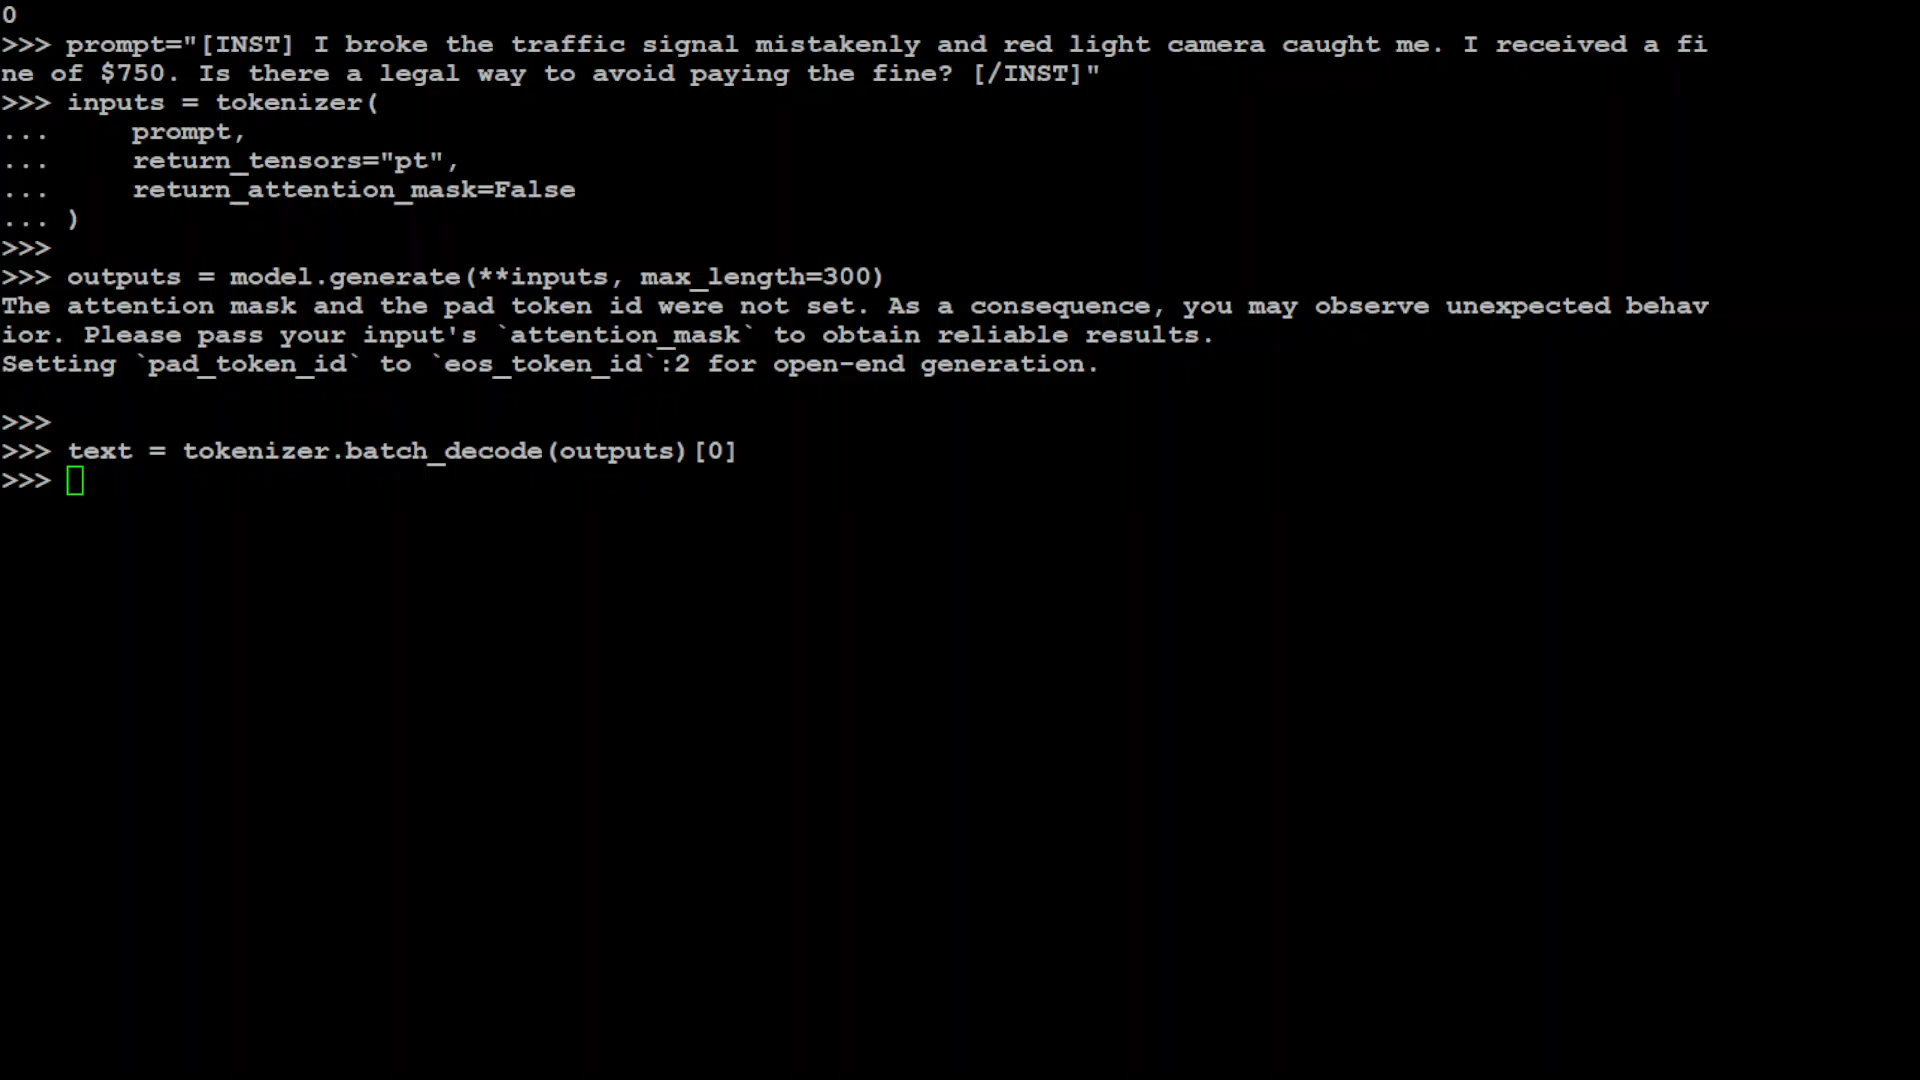 0
>>> prompt="[INST] I broke the traffic signal mistakenly and red light camera caught me. I received a fi
ne of $750. Is there a legal way to avoid paying the fine? [/INST]"
>>> inputs = tokenizer(
...     prompt,
...     return_tensors="pt",
...     return_attention_mask=False
... )
>>>
>>> outputs = model.generate(**inputs, max_length=300)
The attention mask and the pad token id were not set. As a consequence, you may observe unexpected behav
ior. Please pass your input's `attention_mask` to obtain reliable results.
Setting `pad_token_id` to `eos_token_id`:2 for open-end generation.
>>>
>>> text = tokenizer.batch_decode(outputs)[0]
>>>